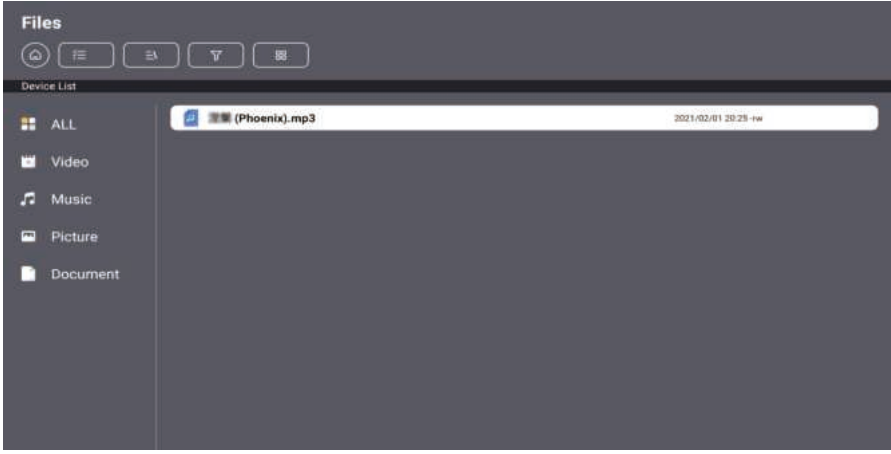 Files
Device List
ALL
(Phoenix).mp3
2021/02/01 20:25 -rw
Video
Music
Picture
Document